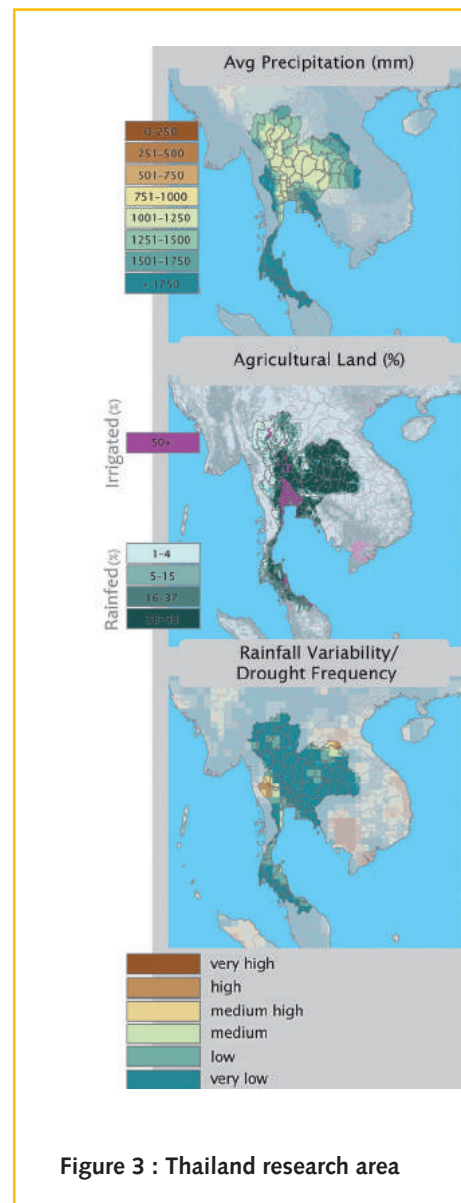 Avg Precipitation (mm)
0-250
251-500
501-750
751-1000
1001-1250
1251-1500
1501-1750
> 1750
Agricultural Land (%)
Irrigated (%)
50+
Rainfed (%)
1-4
5-15
16-37
38-98
Rainfall Variability/
Drought Frequency
very high
high
medium high
medium
low
very low
Figure 3 : Thailand research area